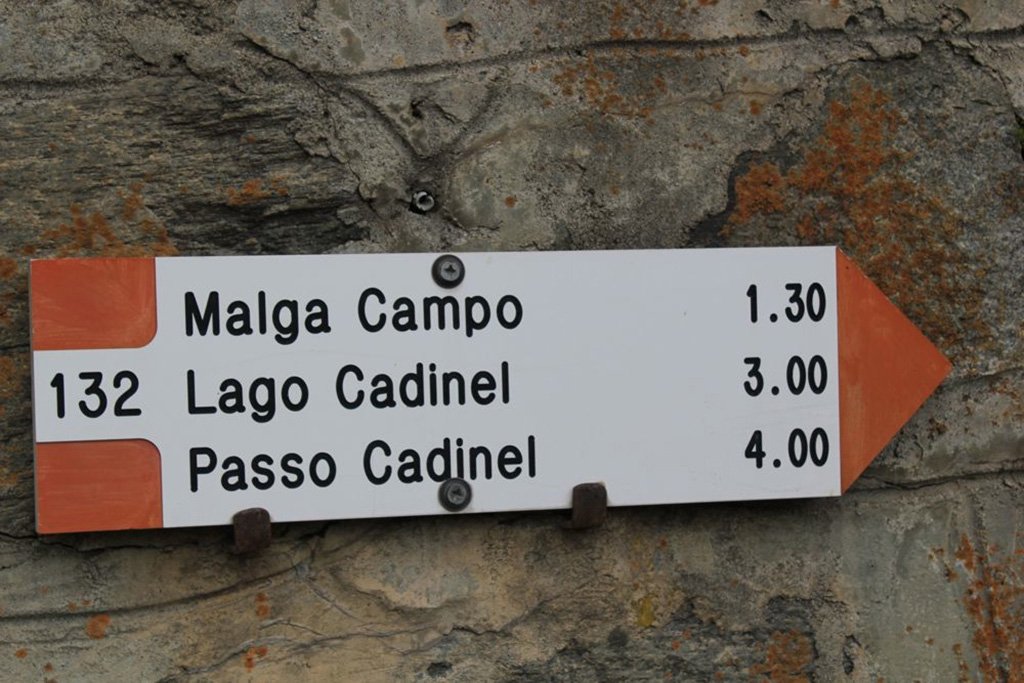 Malga Campo 1.30
132 Lago Cadinel 3.00
Passo Cadinel 4.00